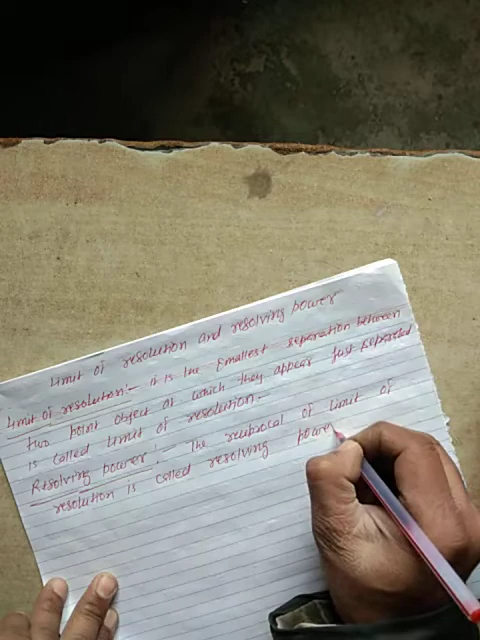 Limit of resolution and resolving power
Limit of resolution:- it is the smallest separation between
two point object at which they appear just separated
is called limit of resolution.-
Resolving power:- The reciprocal of limit of
resolution is called resolving power